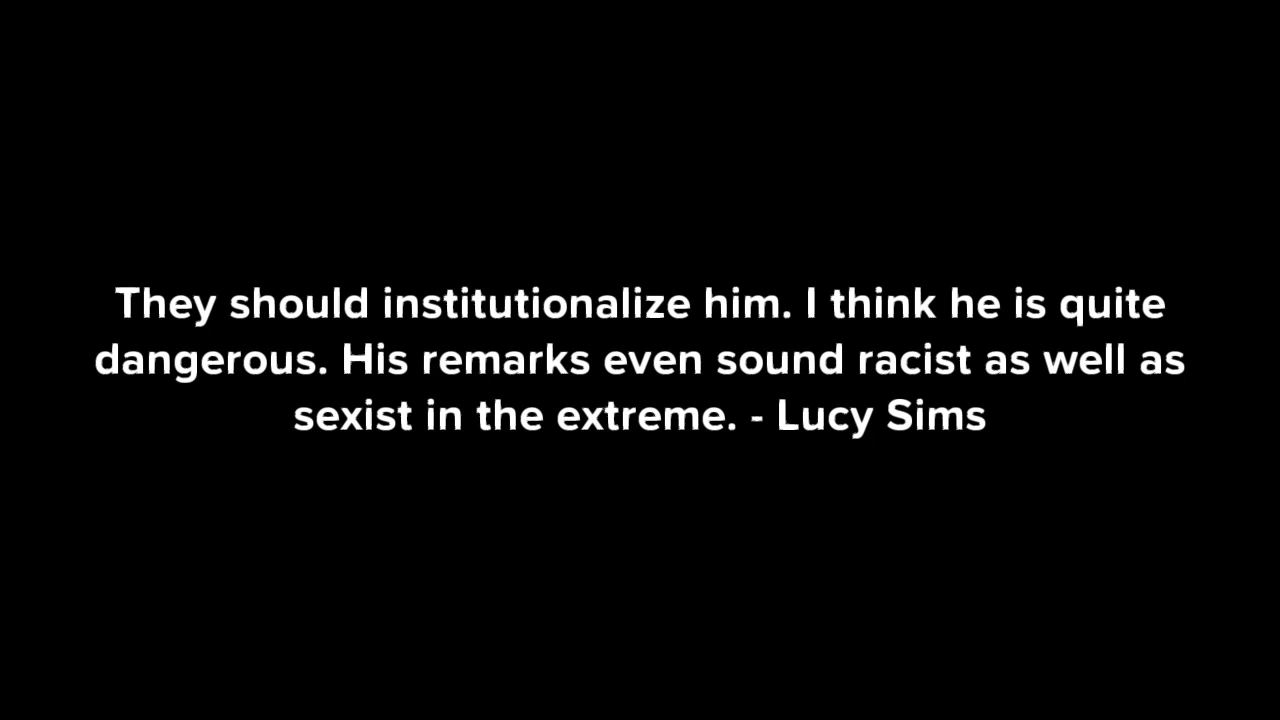 They should institutionalize him. I think he is quite
dangerous. His remarks even sound racist as well as
sexist in the extreme. - Lucy Sims